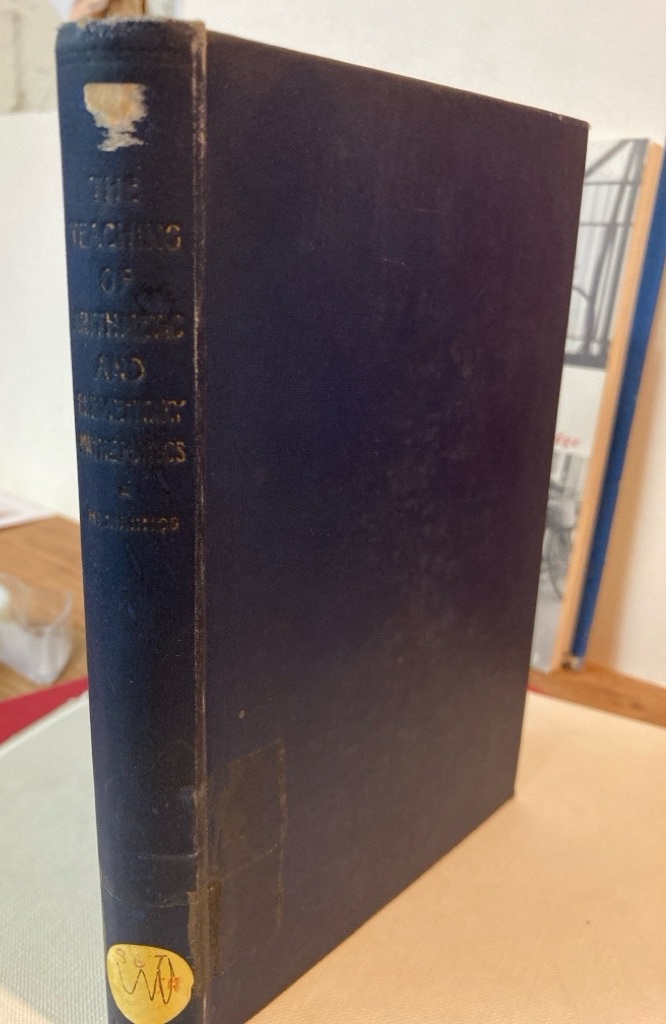 THE
TEACHING
OF
ARITHMETIC
AND
ELEMENTARY
MATHEMATICS